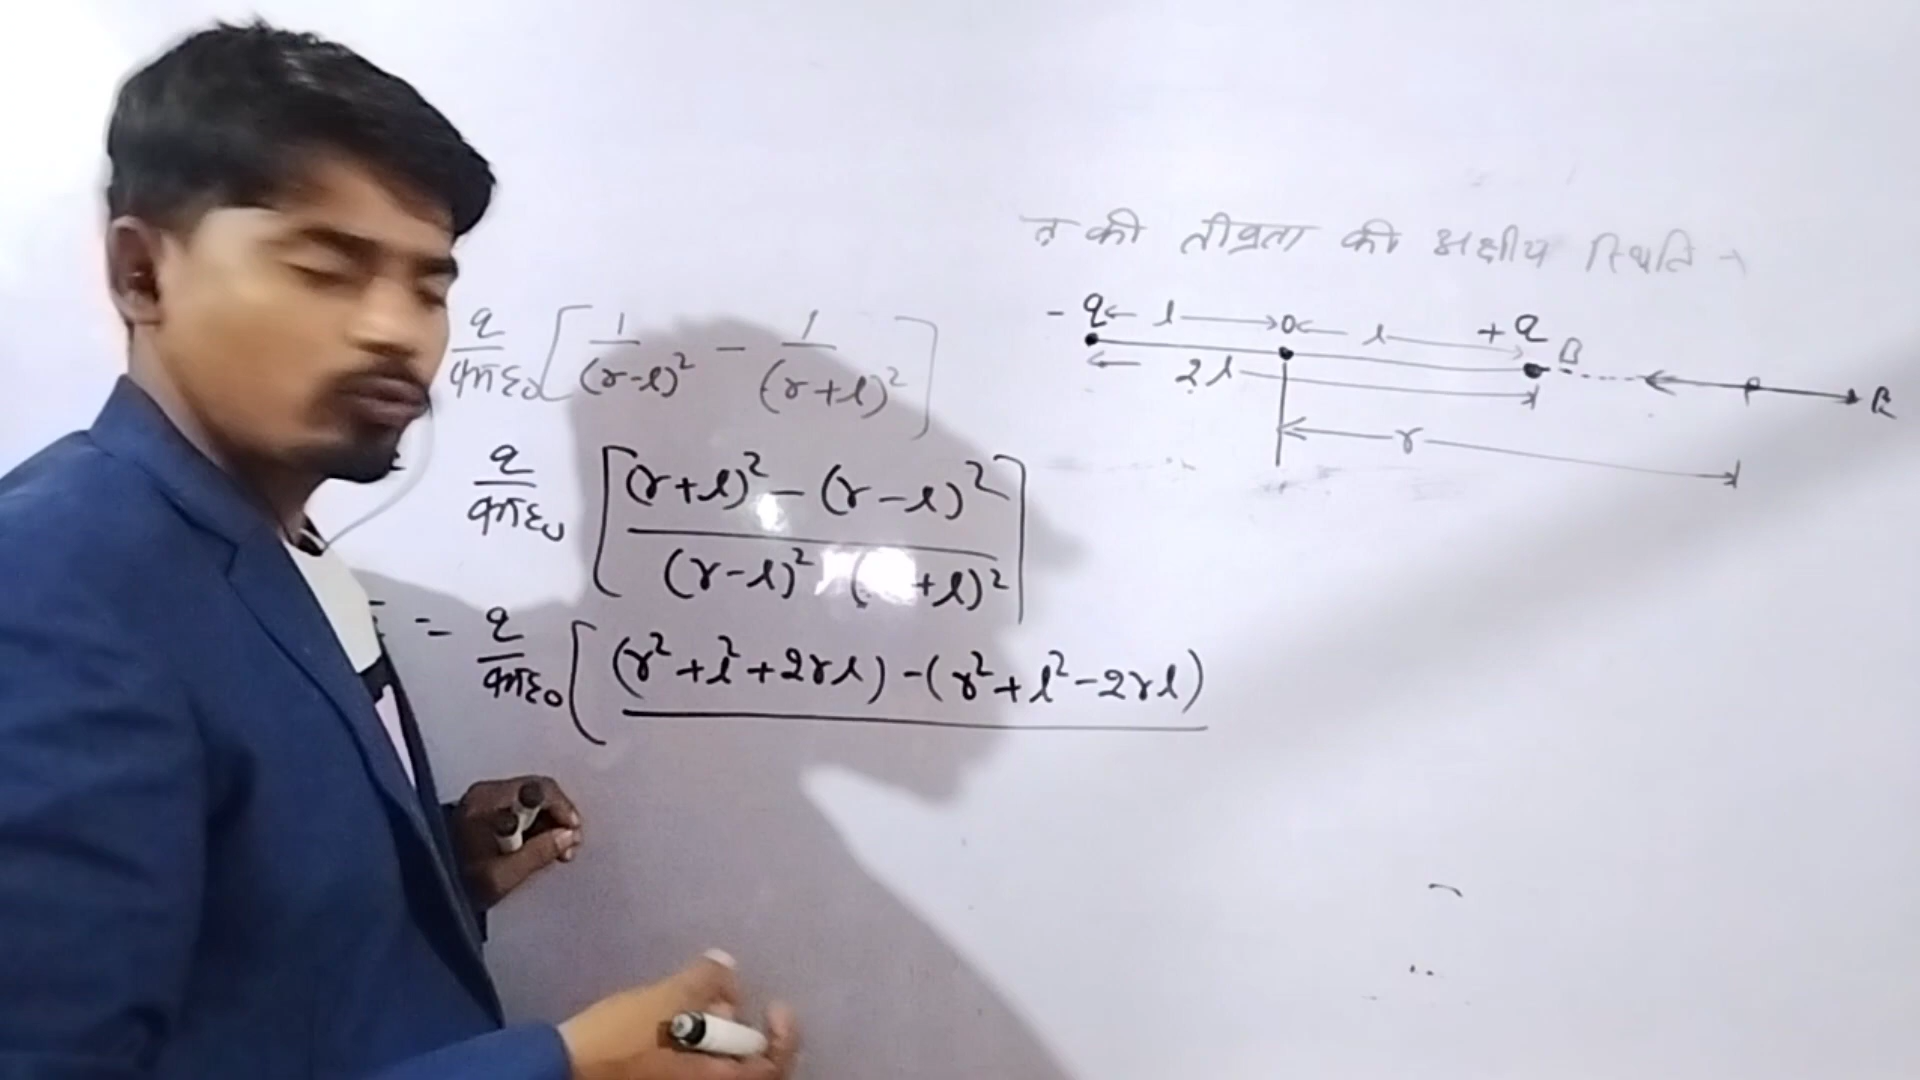 त्र की तीव्रता की अक्षीय स्थिति →
- q ← l → o ← l → + q
B
← 2l →
P
← r →
q/4πε₀ [ 1/(r-l)² - 1/(r+l)² ]
= q/4πε₀ [ (r+l)² - (r-l)² / (r-l)² ( +l)² ]
= q/4πε₀ [ (r²+l²+2rl) - (r²+l²-2rl)